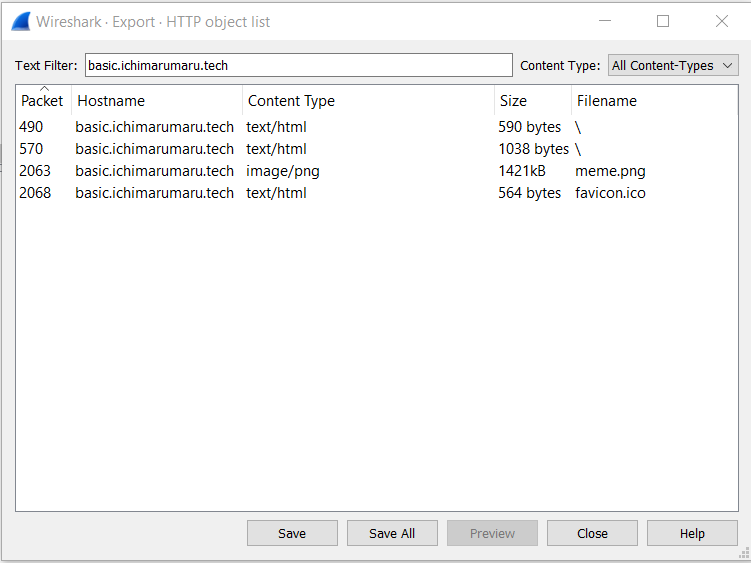 Wireshark · Export · HTTP object list
Text Filter: basic.ichimarumaru.tech Content Type: All Content-Types
Packet Hostname Content Type Size Filename
490 basic.ichimarumaru.tech text/html 590 bytes \
570 basic.ichimarumaru.tech text/html 1038 bytes \
2063 basic.ichimarumaru.tech image/png 1421kB meme.png
2068 basic.ichimarumaru.tech text/html 564 bytes favicon.ico
Save Save All Preview Close Help